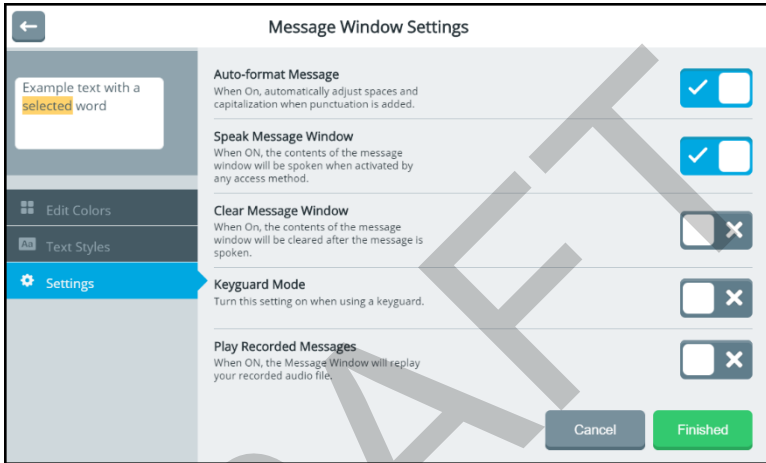 Message Window Settings
Example text with a
selected word
Edit Colors
Aa Text Styles
Settings
Auto-format Message
When On, automatically adjust spaces and
capitalization when punctuation is added.
Speak Message Window
When ON, the contents of the message
window will be spoken when activated by
any access method.
Clear Message Window
When On, the contents of the message
window will be cleared after the message is
spoken.
Keyguard Mode
Turn this setting on when using a keyguard.
Play Recorded Messages
When ON, the Message Window will replay
your recorded audio file.
Cancel
Finished